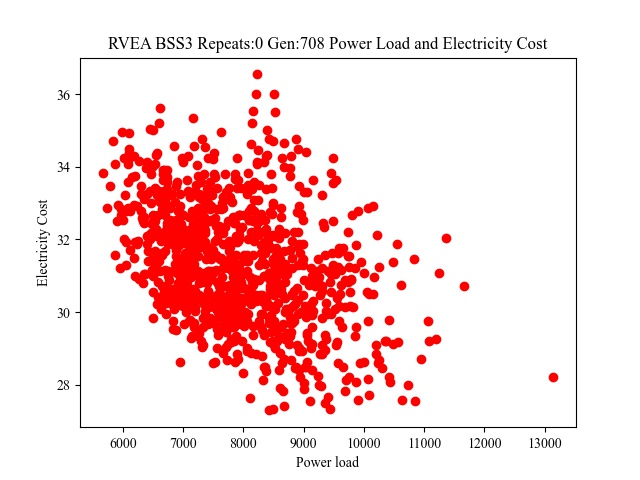 RVEA BSS3 Repeats:0 Gen:708 Power Load and Electricity Cost
36
34
32
30
28
Electricity Cost
6000 7000 8000 9000 10000 11000 12000 13000
Power load